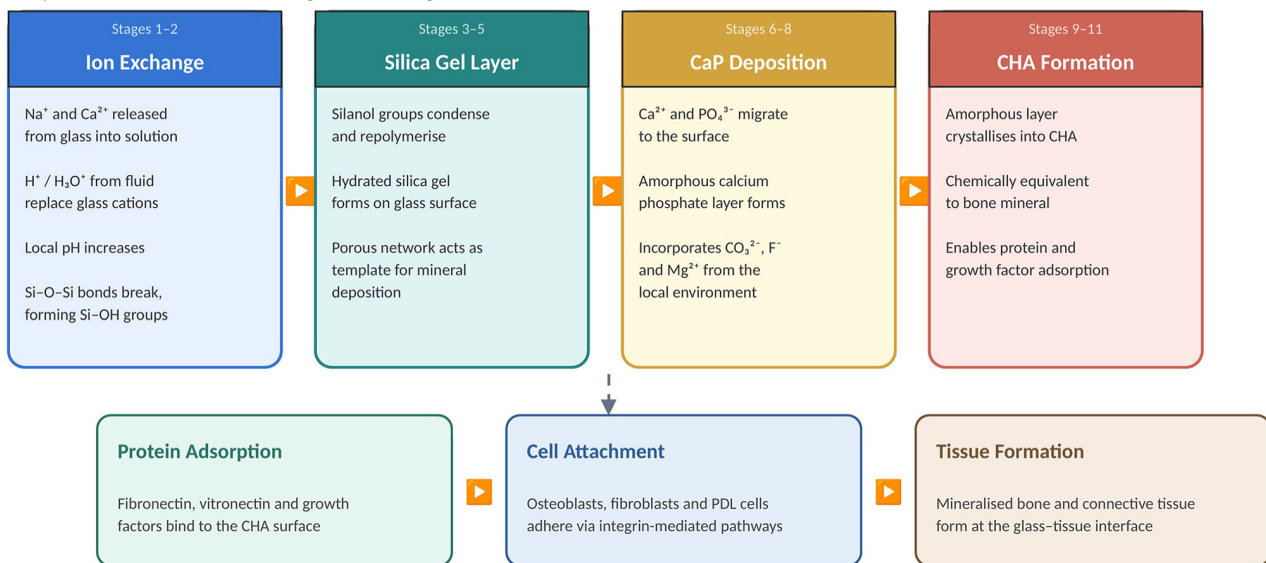 Stages 1–2
Ion Exchange
Na⁺ and Ca²⁺ released
from glass into solution
H⁺ / H₃O⁺ from fluid
replace glass cations
Local pH increases
Si–O–Si bonds break,
forming Si–OH groups
Stages 3–5
Silica Gel Layer
Silanol groups condense
and repolymerise
Hydrated silica gel
forms on glass surface
Porous network acts as
template for mineral
deposition
Stages 6–8
CaP Deposition
Ca²⁺ and PO₄³⁻ migrate
to the surface
Amorphous calcium
phosphate layer forms
Incorporates CO₃²⁻, F⁻
and Mg²⁺ from the
local environment
Stages 9–11
CHA Formation
Amorphous layer
crystallises into CHA
Chemically equivalent
to bone mineral
Enables protein and
growth factor adsorption
Protein Adsorption
Fibronectin, vitronectin and growth
factors bind to the CHA surface
Cell Attachment
Osteoblasts, fibroblasts and PDL cells
adhere via integrin-mediated pathways
Tissue Formation
Mineralised bone and connective tissue
form at the glass–tissue interface